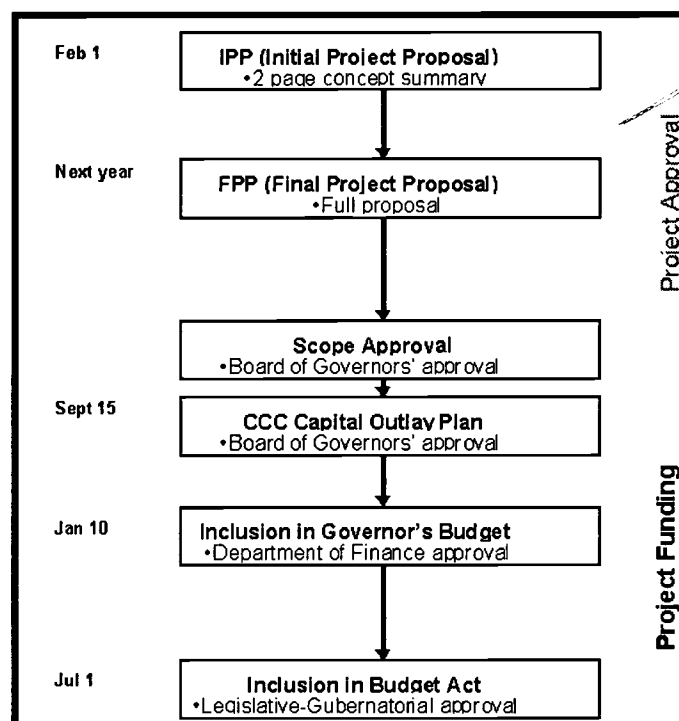 Feb 1
IPP (Initial Project Proposal)
•2 page concept summary
Next year
FPP (Final Project Proposal)
•Full proposal
Project Approval
Scope Approval
•Board of Governors' approval
Sept 15
CCC Capital Outlay Plan
•Board of Governors' approval
Jan 10
Inclusion in Governor's Budget
•Department of Finance approval
Project Funding
Jul 1
Inclusion in Budget Act
•Legislative-Gubernatorial approval